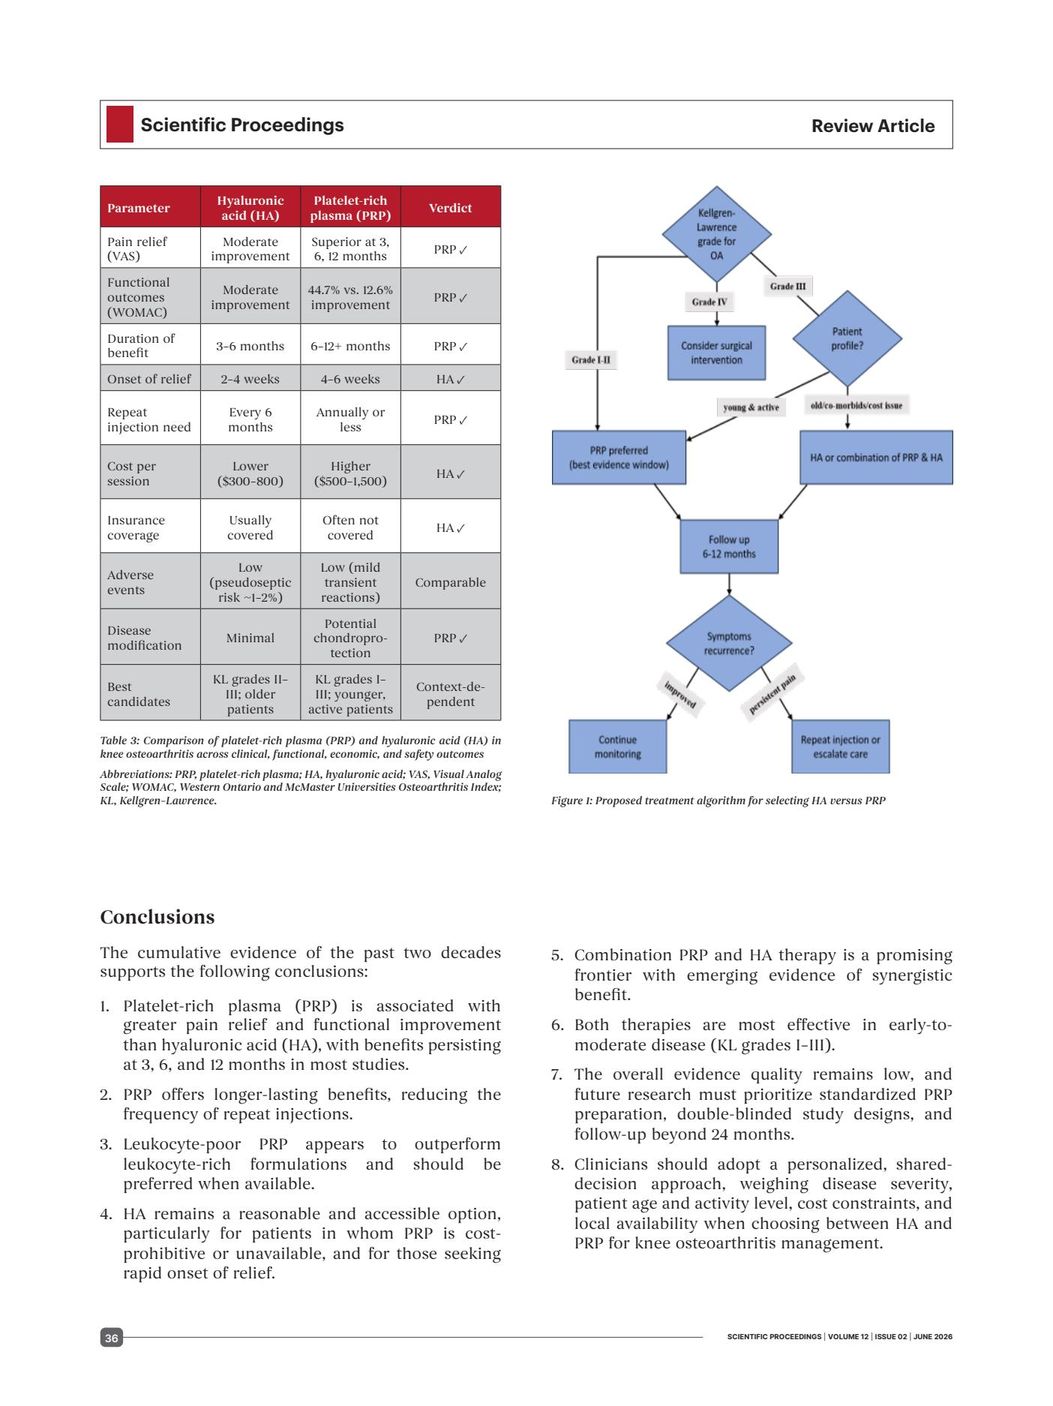 Scientific Proceedings
Review Article
Parameter
Hyaluronic
acid (HA)
Platelet-rich
plasma (PRP)
Verdict
Pain relief
(VAS)
Moderate
improvement
Superior at 3,
6, 12 months
PRP ✓
Functional
outcomes
(WOMAC)
Moderate
improvement
44.7% vs. 12.6%
improvement
PRP ✓
Duration of
benefit
3–6 months
6–12+ months
PRP ✓
Onset of relief
2–4 weeks
4–6 weeks
HA ✓
Repeat
injection need
Every 6
months
Annually or
less
PRP ✓
Cost per
session
Lower
($300–800)
Higher
($500–1,500)
HA ✓
Insurance
coverage
Usually
covered
Often not
covered
HA ✓
Adverse
events
Low
(pseudoseptic
risk ~1–2%)
Low (mild
transient
reactions)
Comparable
Disease
modification
Minimal
Potential
chondropro-
tection
PRP ✓
Best
candidates
KL grades II–
III; older
patients
KL grades I–
III; younger,
active patients
Context-de-
pendent
Table 3: Comparison of platelet-rich plasma (PRP) and hyaluronic acid (HA) in
knee osteoarthritis across clinical, functional, economic, and safety outcomes
Abbreviations: PRP, platelet-rich plasma; HA, hyaluronic acid; VAS, Visual Analog
Scale; WOMAC, Western Ontario and McMaster Universities Osteoarthritis Index;
KL, Kellgren–Lawrence.
Kellgren-
Lawrence
grade for
OA
Grade III
Grade IV
Patient
profile?
Consider surgical
intervention
Grade I-II
young & active
old/co-morbids/cost issue
PRP preferred
(best evidence window)
HA or combination of PRP & HA
Follow up
6-12 months
Symptoms
recurrence?
improved
persistent pain
Continue
monitoring
Repeat injection or
escalate care
Figure 1: Proposed treatment algorithm for selecting HA versus PRP
Conclusions
The cumulative evidence of the past two decades
supports the following conclusions:
1. Platelet-rich plasma (PRP) is associated with
greater pain relief and functional improvement
than hyaluronic acid (HA), with benefits persisting
at 3, 6, and 12 months in most studies.
2. PRP offers longer-lasting benefits, reducing the
frequency of repeat injections.
3. Leukocyte-poor PRP appears to outperform
leukocyte-rich formulations and should be
preferred when available.
4. HA remains a reasonable and accessible option,
particularly for patients in whom PRP is cost-
prohibitive or unavailable, and for those seeking
rapid onset of relief.
5. Combination PRP and HA therapy is a promising
frontier with emerging evidence of synergistic
benefit.
6. Both therapies are most effective in early-to-
moderate disease (KL grades I–III).
7. The overall evidence quality remains low, and
future research must prioritize standardized PRP
preparation, double-blinded study designs, and
follow-up beyond 24 months.
8. Clinicians should adopt a personalized, shared-
decision approach, weighing disease severity,
patient age and activity level, cost constraints, and
local availability when choosing between HA and
PRP for knee osteoarthritis management.
36
SCIENTIFIC PROCEEDINGS | VOLUME 12 | ISSUE 02 | JUNE 2026